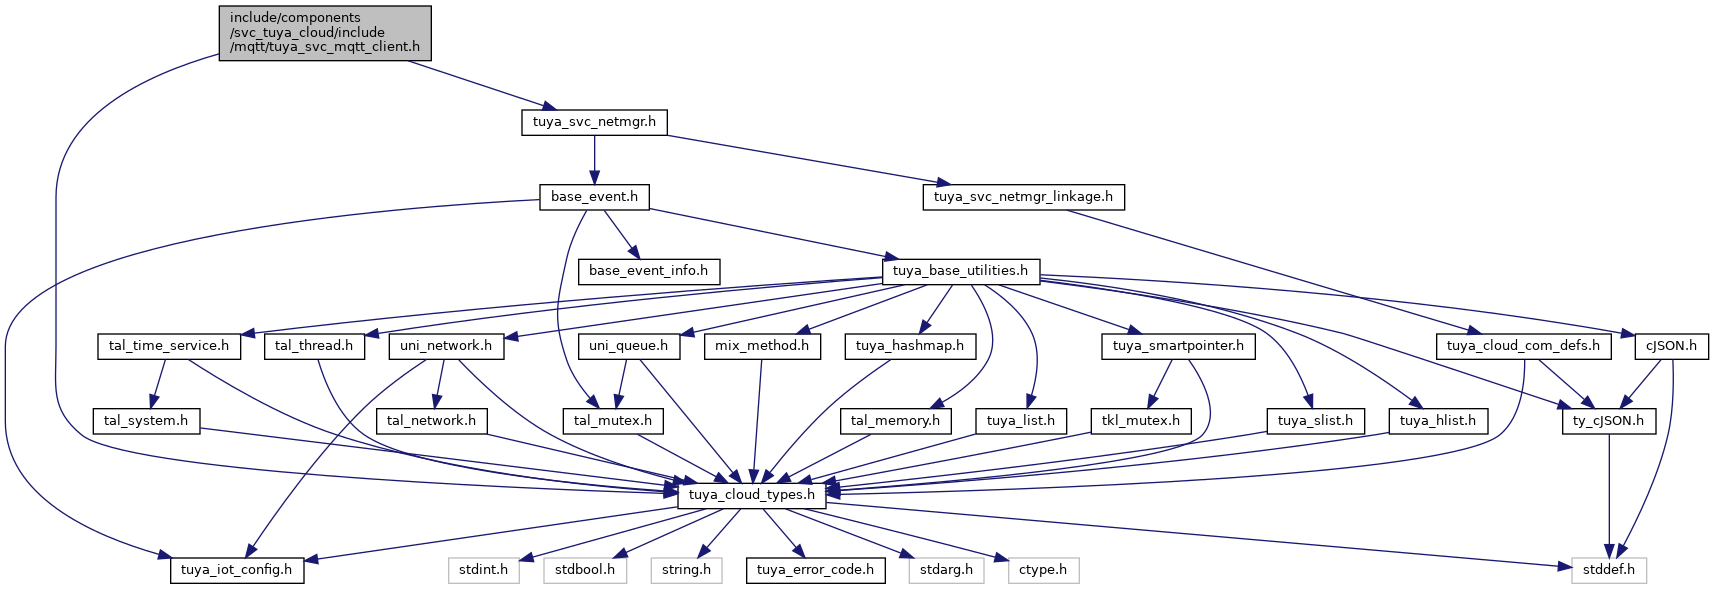 include/components
/svc_tuya_cloud/include
/mqtt/tuya_svc_mqtt_client.h
tuya_svc_netmgr.h
base_event.h
tuya_svc_netmgr_linkage.h
base_event_info.h
tuya_base_utilities.h
tal_time_service.h
tal_thread.h
uni_network.h
uni_queue.h
mix_method.h
tuya_hashmap.h
tuya_smartpointer.h
tuya_cloud_com_defs.h
cJSON.h
tal_system.h
tal_network.h
tal_mutex.h
tal_memory.h
tuya_list.h
tkl_mutex.h
tuya_slist.h
tuya_hlist.h
ty_cJSON.h
tuya_cloud_types.h
tuya_iot_config.h
stdint.h
stdbool.h
string.h
tuya_error_code.h
stdarg.h
ctype.h
stddef.h